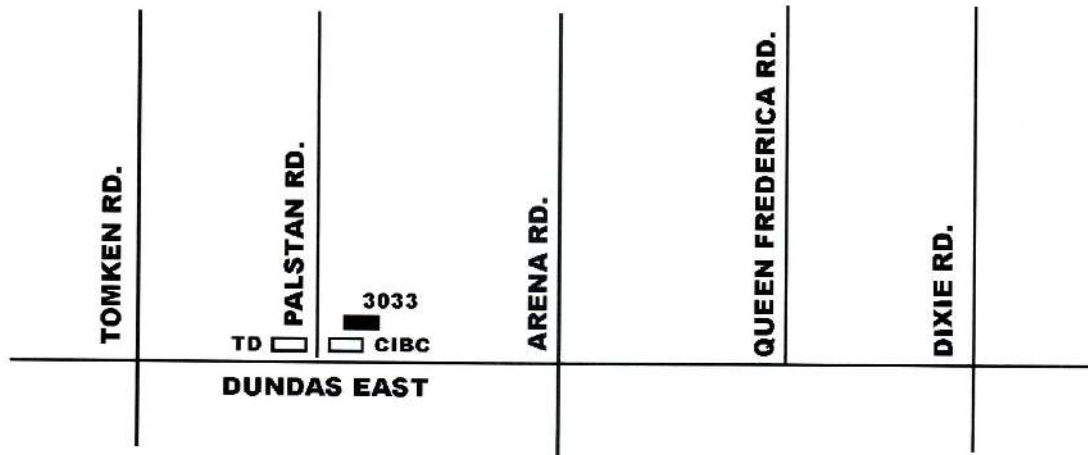 TOMKEN RD.
PALSTAN RD.
3033
TD
CIBC
ARENA RD.
QUEEN FREDERICA RD.
DIXIE RD.
DUNDAS EAST